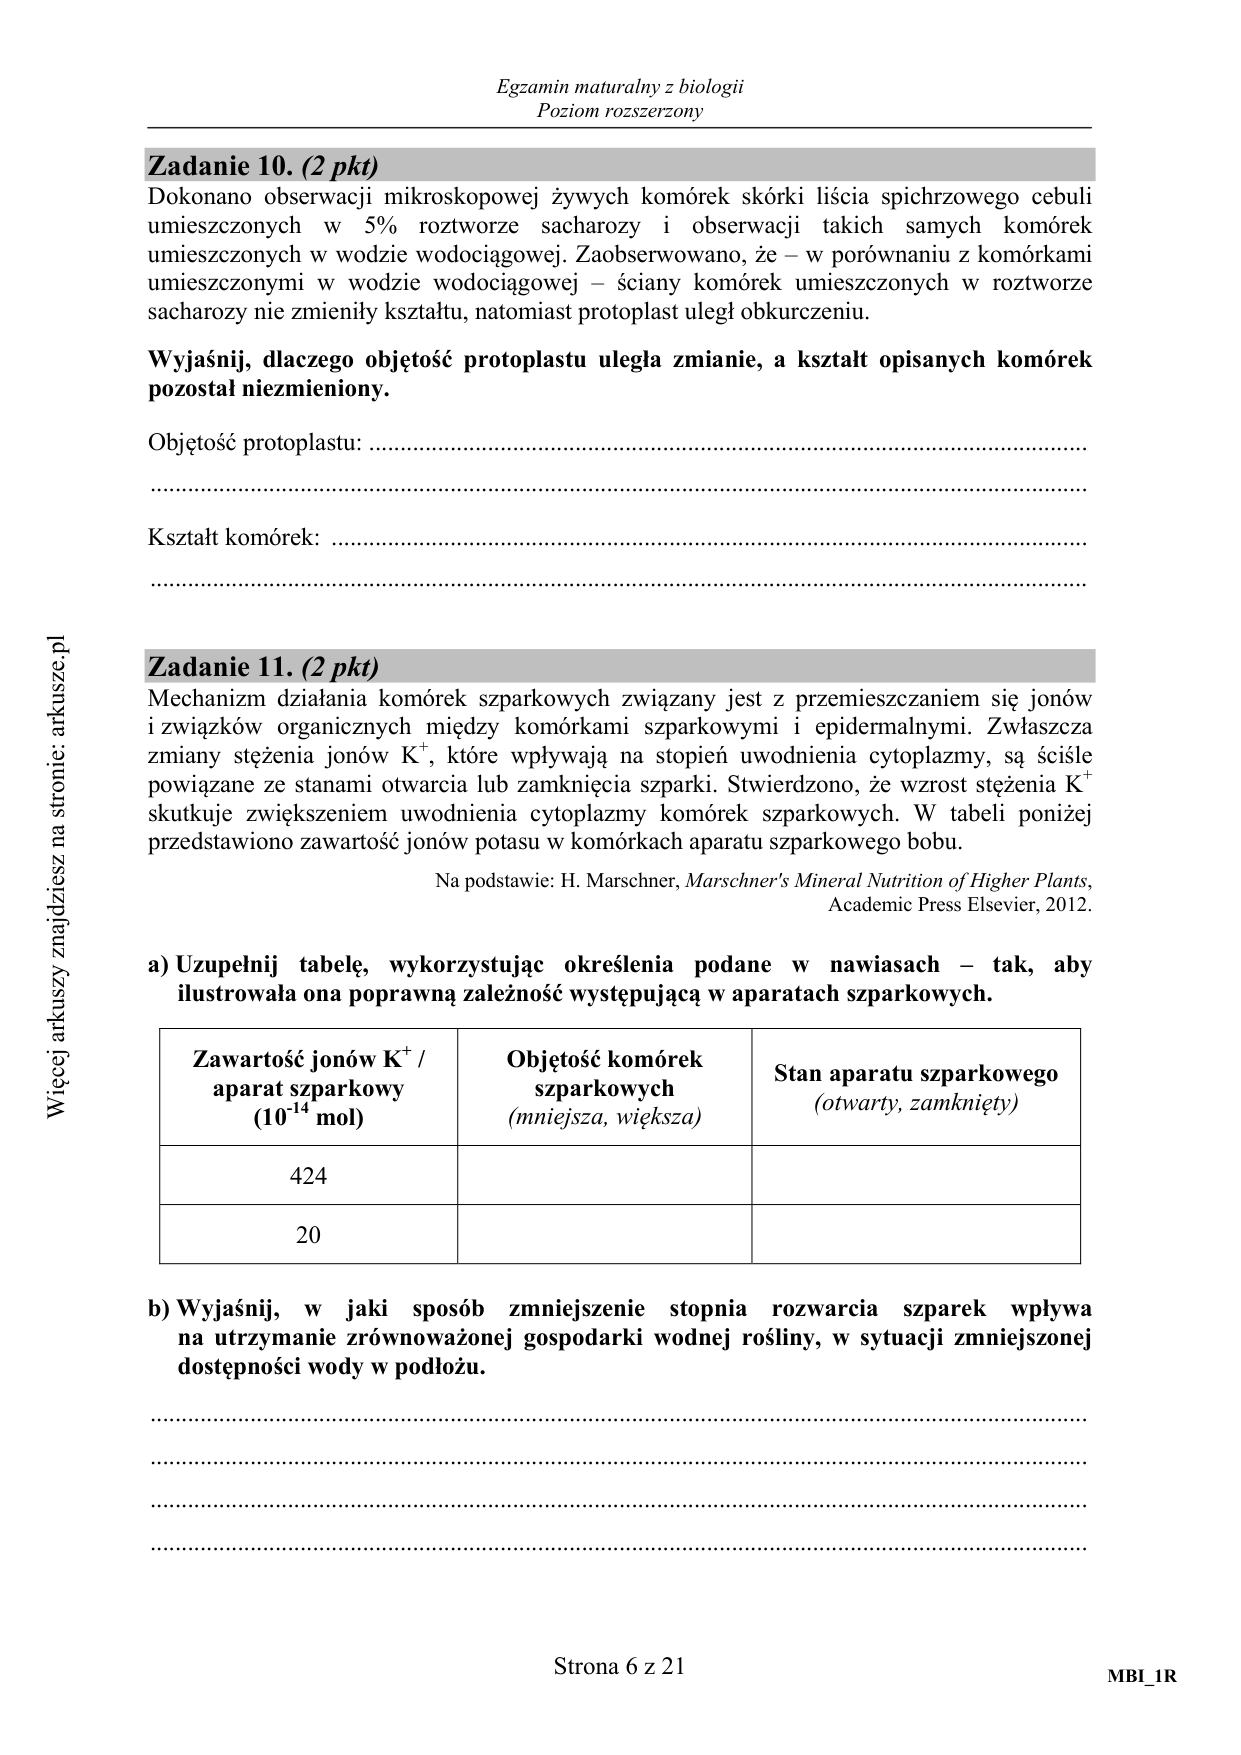 Egzamin maturalny z biologii
Poziom rozszerzony
Zadanie 10. (2 pkt)
Dokonano obserwacji mikroskopowej żywych komórek skórki liścia spichrzowego cebuli
umieszczonych w 5% roztworze sacharozy i obserwacji takich samych komórek
umieszczonych w wodzie wodociągowej. Zaobserwowano, że – w porównaniu z komórkami
umieszczonymi w wodzie wodociągowej – ściany komórek umieszczonych w roztworze
sacharozy nie zmieniły kształtu, natomiast protoplast uległ obkurczeniu.
Wyjaśnij, dlaczego objętość protoplastu uległa zmianie, a kształt opisanych komórek
pozostał niezmieniony.
Objętość protoplastu: ....................................................................................................................
.......................................................................................................................................................
Kształt komórek: ..........................................................................................................................
.......................................................................................................................................................
Zadanie 11. (2 pkt)
Mechanizm działania komórek szparkowych związany jest z przemieszczaniem się jonów
i związków organicznych między komórkami szparkowymi i epidermalnymi. Zwłaszcza
zmiany stężenia jonów K⁺, które wpływają na stopień uwodnienia cytoplazmy, są ściśle
powiązane ze stanami otwarcia lub zamknięcia szparki. Stwierdzono, że wzrost stężenia K⁺
skutkuje zwiększeniem uwodnienia cytoplazmy komórek szparkowych. W tabeli poniżej
przedstawiono zawartość jonów potasu w komórkach aparatu szparkowego bobu.
Na podstawie: H. Marschner, Marschner's Mineral Nutrition of Higher Plants,
Academic Press Elsevier, 2012.
a) Uzupełnij tabelę, wykorzystując określenia podane w nawiasach – tak, aby
ilustrowała ona poprawną zależność występującą w aparatach szparkowych.
Zawartość jonów K⁺ /
aparat szparkowy
(10⁻¹⁴ mol)
Objętość komórek
szparkowych
(mniejsza, większa)
Stan aparatu szparkowego
(otwarty, zamknięty)
424
20
b) Wyjaśnij, w jaki sposób zmniejszenie stopnia rozwarcia szparek wpływa
na utrzymanie zrównoważonej gospodarki wodnej rośliny, w sytuacji zmniejszonej
dostępności wody w podłożu.
.......................................................................................................................................................
.......................................................................................................................................................
.......................................................................................................................................................
.......................................................................................................................................................
Strona 6 z 21
MBI_1R
Więcej arkuszy znajdziesz na stronie: arkusze.pl